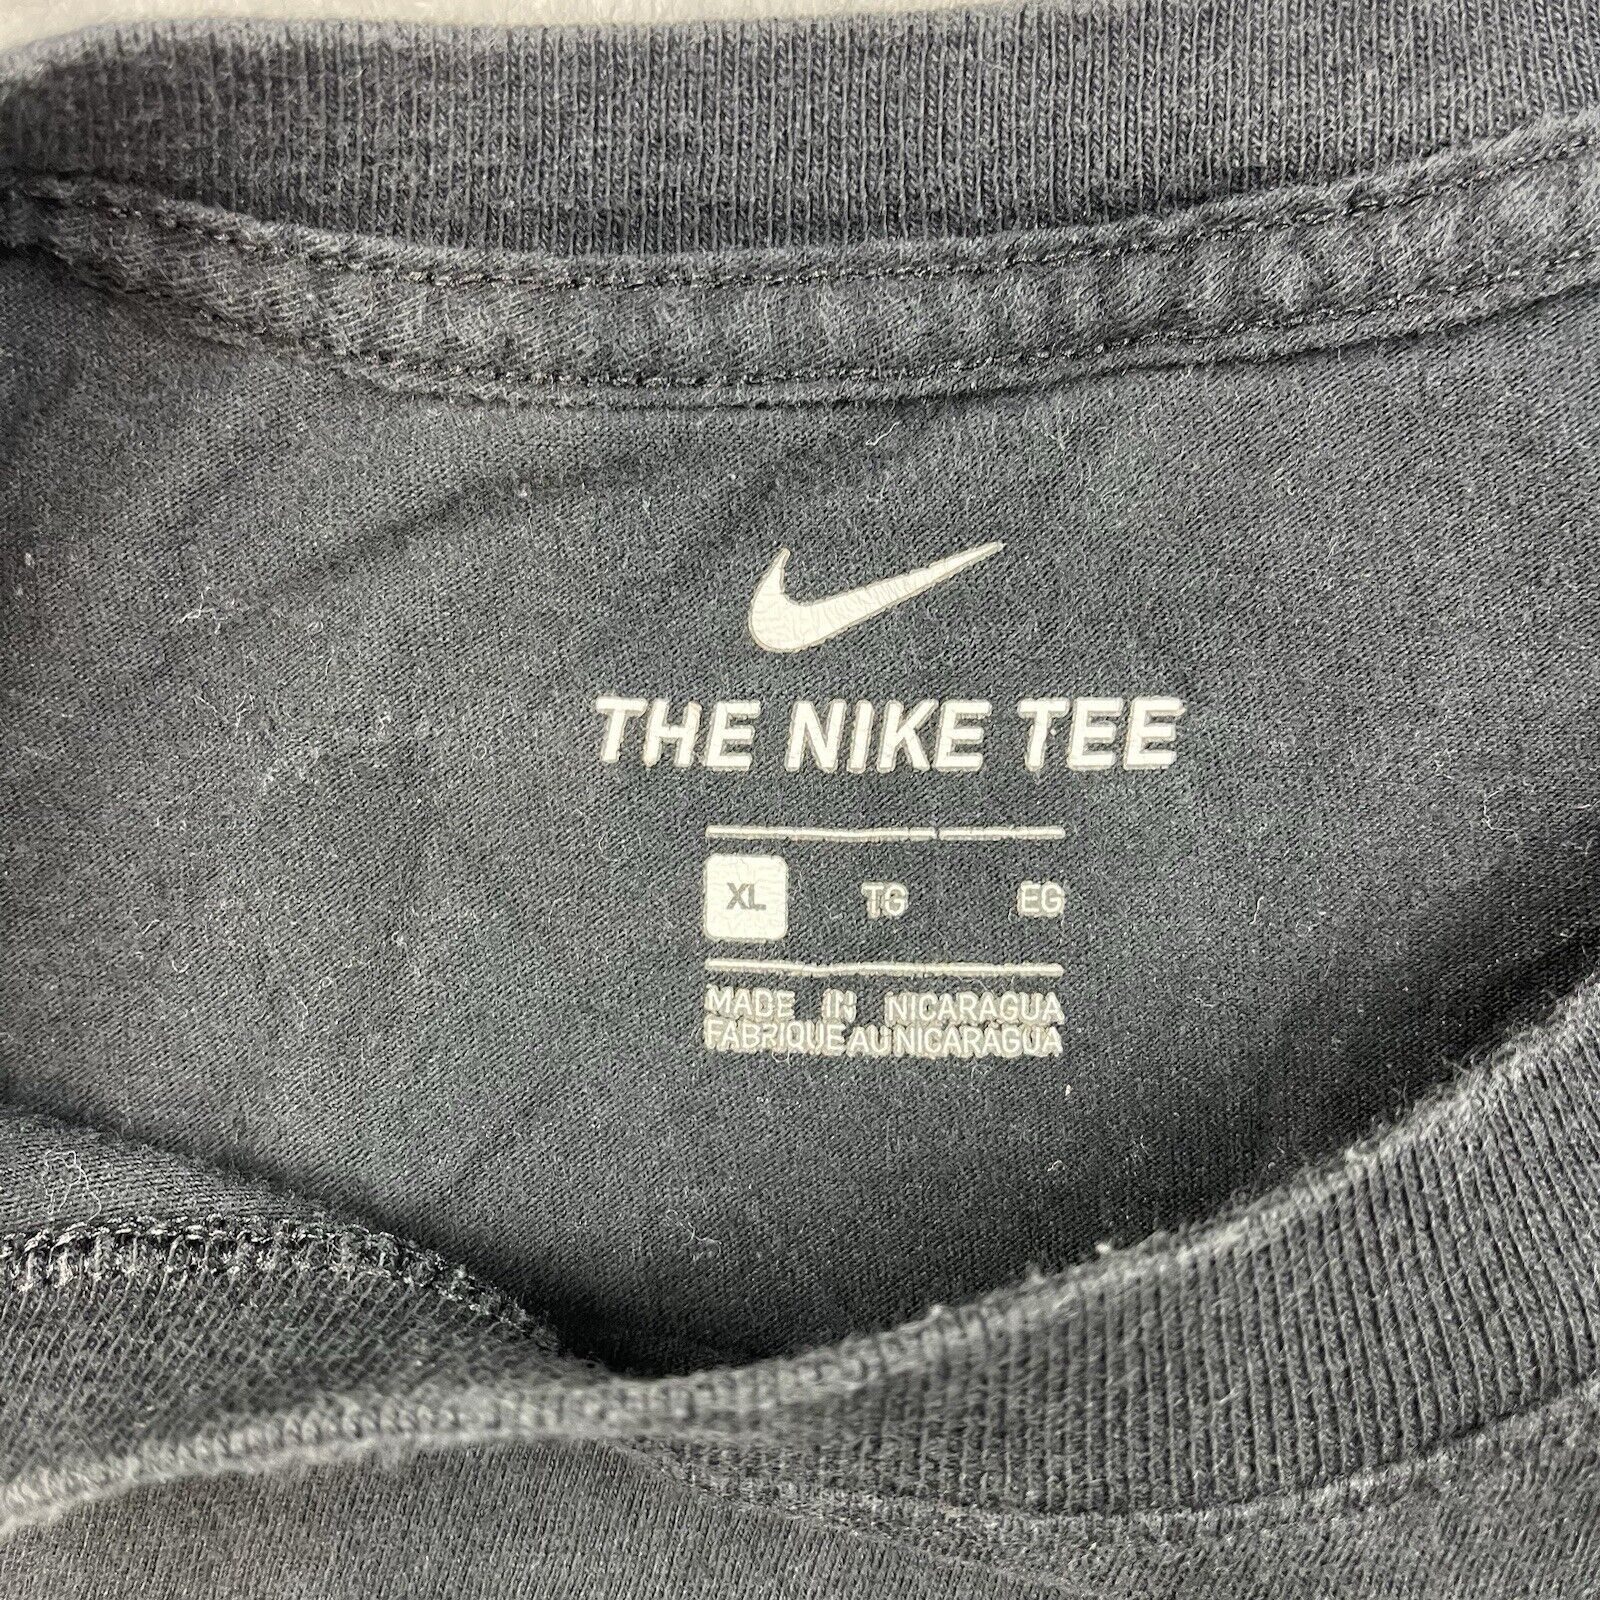 THE NIKE TEE
XL TG EG
MADE IN NICARAGUA
FABRIQUE AU NICARAGUA